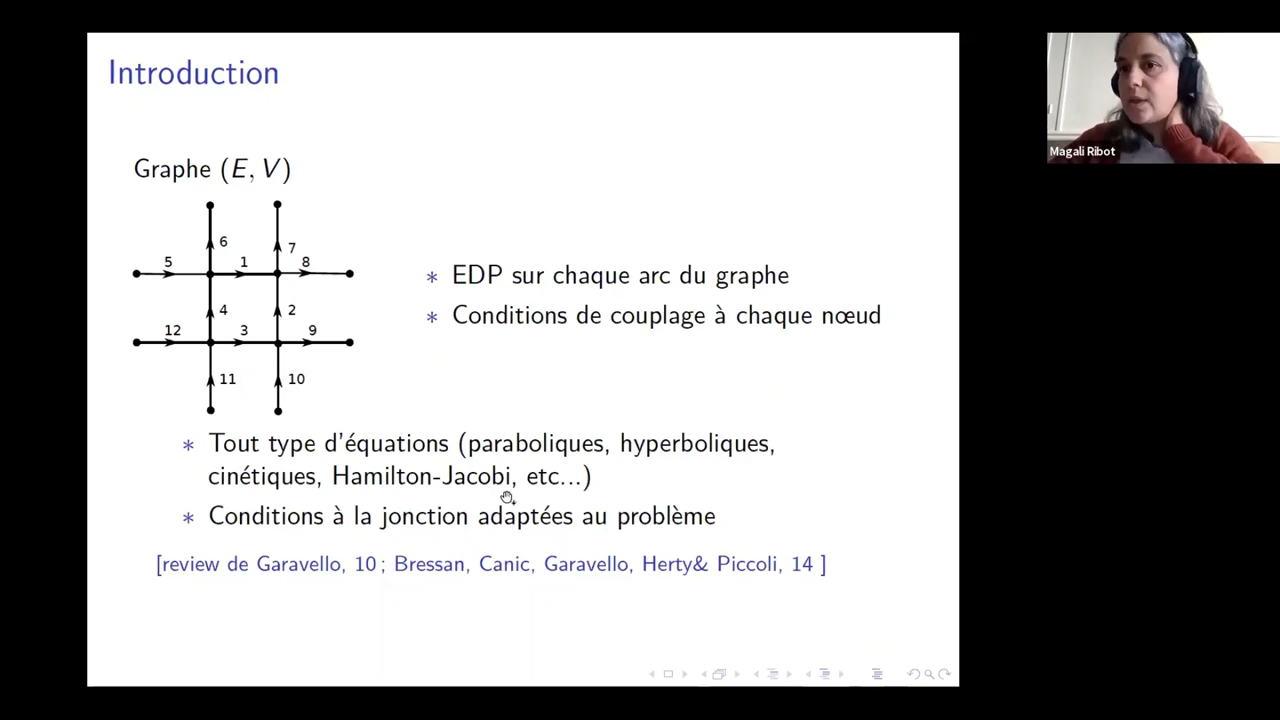 Introduction
Magali Ribot
Graphe (E, V)
6
7
5
1
8
4
2
12
3
9
11
10
* EDP sur chaque arc du graphe
* Conditions de couplage à chaque nœud
* Tout type d'équations (paraboliques, hyperboliques,
cinétiques, Hamilton-Jacobi, etc...)
* Conditions à la jonction adaptées au problème
[review de Garavello, 10 ; Bressan, Canic, Garavello, Herty& Piccoli, 14 ]